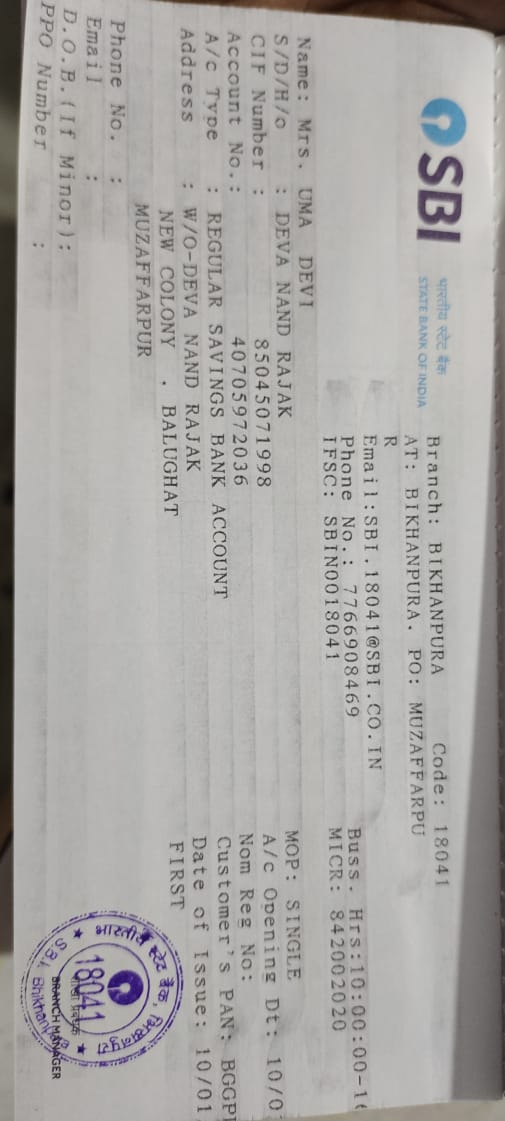 SBI
भारतीय स्टेट बैंक
STATE BANK OF INDIA
Branch: BIKHANPURA Code: 18041
AT: BIKHANPURA. PO: MUZAFFARPU
R
Email:SBI.18041@SBI.CO.IN
Phone No.: 7766908469 Buss. Hrs:10:00:00-16
IFSC: SBIN0018041 MICR: 842002020
Name: Mrs. UMA DEVI MOP: SINGLE
S/D/H/o : DEVA NAND RAJAK A/c Opening Dt: 10/0
CIF Number : 85045071998 Nom Reg No:
Account No.: 40705972036 Customer's PAN: BGGP
A/c Type : REGULAR SAVINGS BANK ACCOUNT Date of Issue: 10/01
Address : W/O-DEVA NAND RAJAK FIRST
NEW COLONY . BALUGHAT
MUZAFFARPUR
Phone No. :
Email :
D.O.B.(If Minor):
PPO Number :
भारतीय स्टेट बैंक,
18041
BRANCH MANAGER
S.B.I.